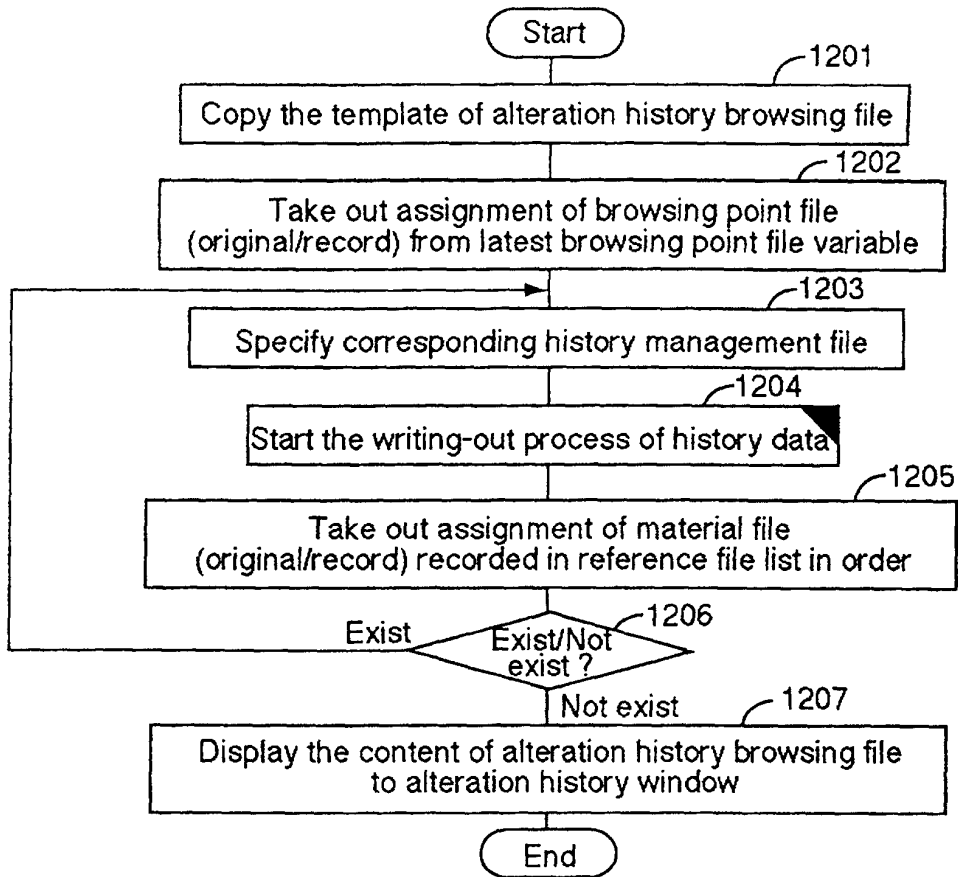 Start
1201
Copy the template of alteration history browsing file
1202
Take out assignment of browsing point file
(original/record) from latest browsing point file variable
1203
Specify corresponding history management file
1204
Start the writing-out process of history data
1205
Take out assignment of material file
(original/record) recorded in reference file list in order
1206
Exist
Exist/Not
exist ?
Not exist
1207
Display the content of alteration history browsing file
to alteration history window
End